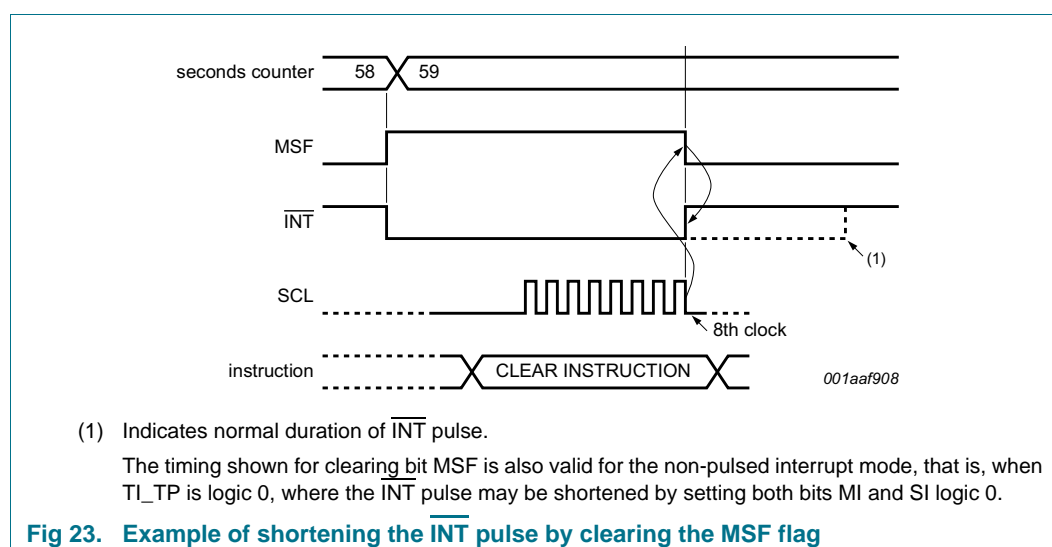 seconds counter 58 59
MSF
INT
(1)
SCL
8th clock
instruction CLEAR INSTRUCTION
001aaf908
(1) Indicates normal duration of INT pulse.
The timing shown for clearing bit MSF is also valid for the non-pulsed interrupt mode, that is, when
TI_TP is logic 0, where the INT pulse may be shortened by setting both bits MI and SI logic 0.
Fig 23. Example of shortening the INT pulse by clearing the MSF flag